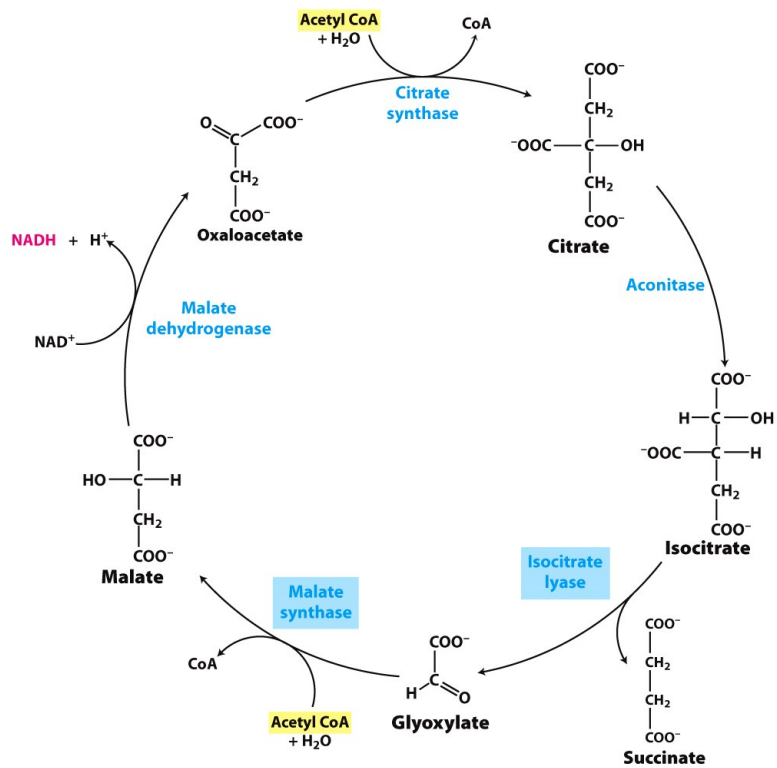 Acetyl CoA
+ H₂O
CoA
Citrate
synthase
O
C
COO⁻
CH₂
COO⁻
Oxaloacetate
COO⁻
CH₂
⁻OOC—C—OH
CH₂
COO⁻
Citrate
Aconitase
COO⁻
H—C—OH
⁻OOC—C—H
CH₂
COO⁻
Isocitrate
Isocitrate
lyase
COO⁻
CH₂
CH₂
COO⁻
Succinate
COO⁻
H
C
O
Glyoxylate
Malate
synthase
CoA
Acetyl CoA
+ H₂O
COO⁻
HO—C—H
CH₂
COO⁻
Malate
Malate
dehydrogenase
NAD⁺
NADH + H⁺